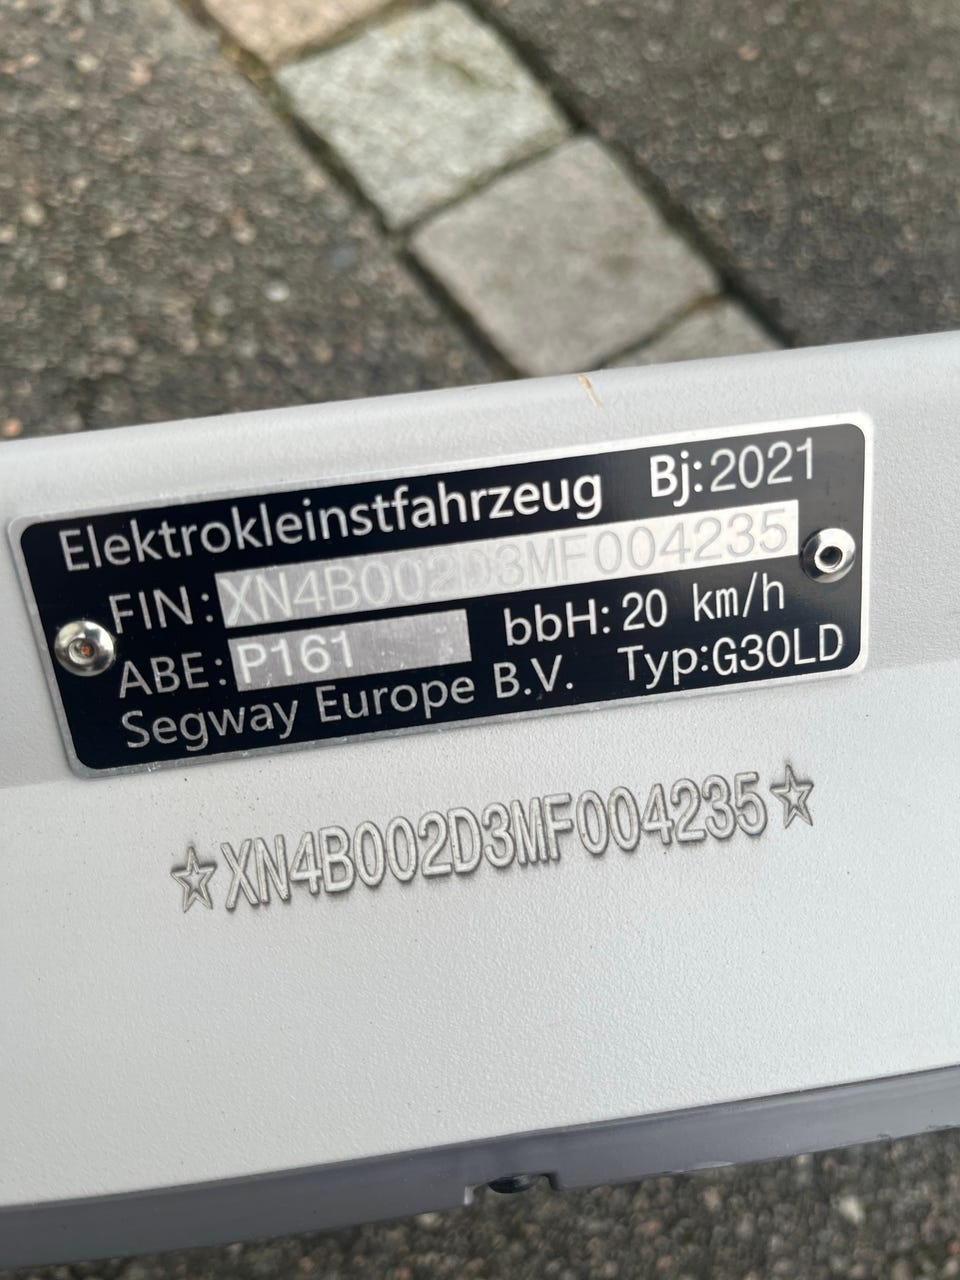 Elektrokleinstfahrzeug Bj:2021
FIN: XN4B002D3MF004235
ABE: P161 bbH: 20 km/h
Segway Europe B.V. Typ:G30LD
☆XN4B002D3MF004235☆